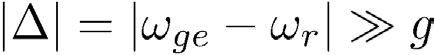 |Δ| = |ω_{ge} − ω_r| ≫ g